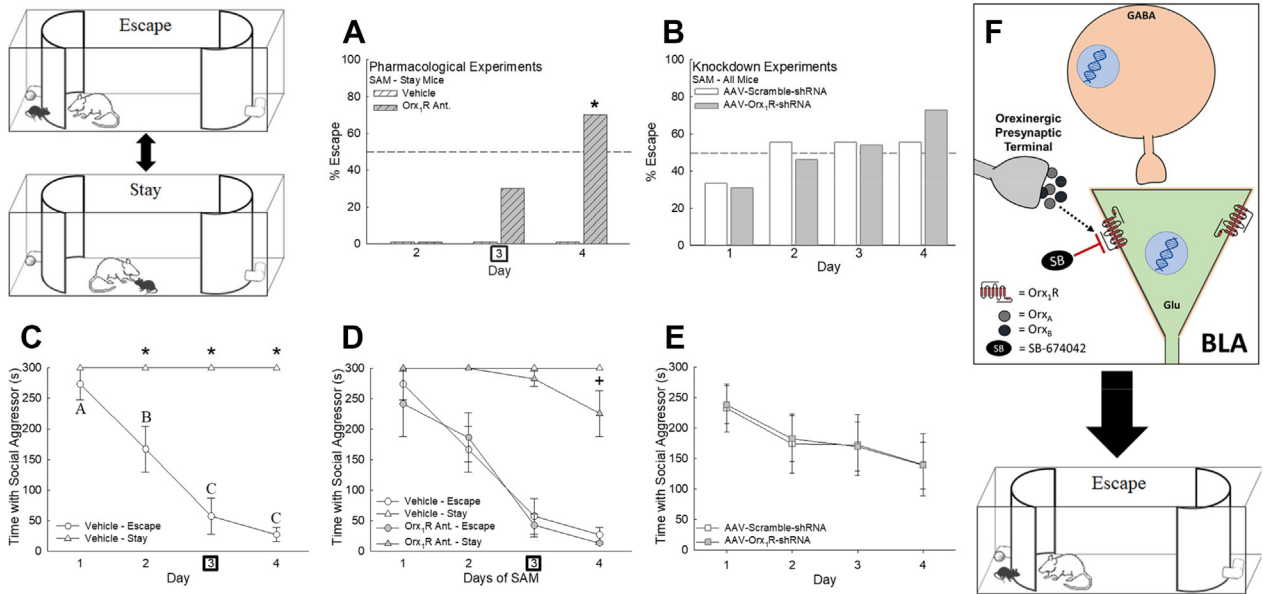 Escape
Stay
A
Pharmacological Experiments
SAM - Stay Mice
Vehicle
Orx1R Ant.
*
% Escape
80
60
40
20
0
2
3
4
Day
B
Knockdown Experiments
SAM - All Mice
AAV-Scramble-shRNA
AAV-Orx1R-shRNA
% Escape
100
80
60
40
20
0
1
2
3
4
Day
F
GABA
Orexinergic
Presynaptic
Terminal
SB
Glu
= Orx1R
= OrxA
= OrxB
SB = SB-674042
BLA
C
* * *
Time with Social Aggressor (s)
300
250
200
150
100
50
0
A
B
C
C
Vehicle - Escape
Vehicle - Stay
1
2
3
4
Day
D
Time with Social Aggressor (s)
300
250
200
150
100
50
0
+
Vehicle - Escape
Vehicle - Stay
Orx1R Ant. - Escape
Orx1R Ant. - Stay
1
2
3
4
Days of SAM
E
Time with Social Aggressor (s)
300
250
200
150
100
50
0
AAV-Scramble-shRNA
AAV-Orx1R-shRNA
1
2
3
4
Day
Escape